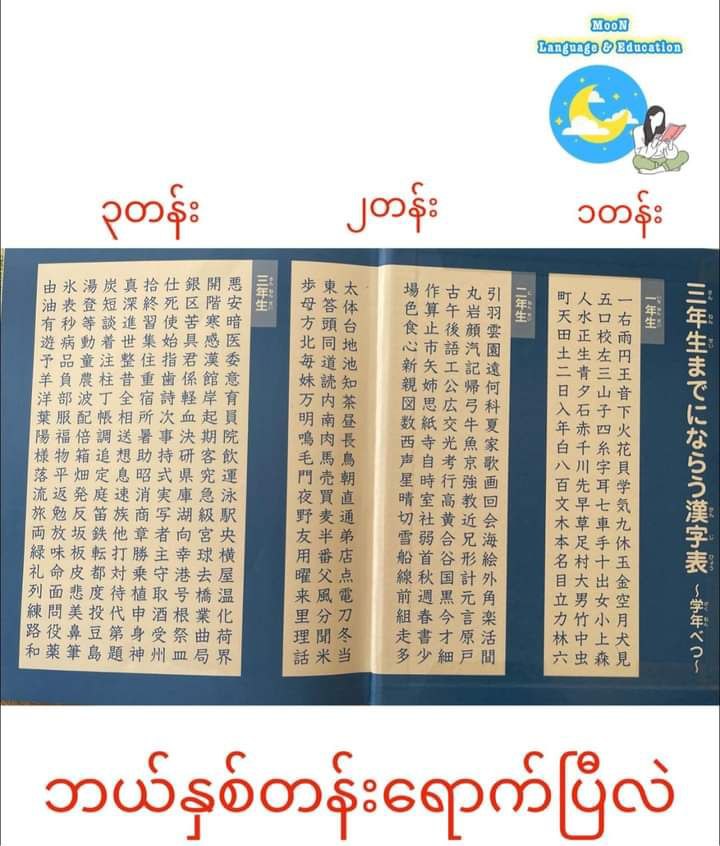 MooN
Language & Education
၃တန်း
၂တန်း
၁တန်း
三年生までにならう漢字表 ～学年べつ～
一年生
一右雨円王音下火花貝学気九休玉金空月犬見
五口校左三山子四糸字耳七車手十出女小上森
人水正生青夕石赤千川先早草足村大男竹中虫
町天田土二日入年白八百文木本名目立力林六
二年生
引羽雲園遠何科夏家歌画回会海絵外角楽活間
丸岩顔汽記帰弓牛魚京強教近兄形計元言原戸
古午後語工公広交光考行高黄合谷国黒今才細
作算止市矢姉思紙寺自時室社弱首秋週春書少
場色食心新親図数西声星晴切雪船線前組走多
太体台地池知茶昼長鳥朝直通弟店点電刀冬当
東答頭同道読内南肉馬売買麦半番父風分聞米
歩母方北毎妹万明鳴毛門夜野友用曜来里理話
三年生
悪安暗医委意育員院飲運泳駅央横屋温化荷界
開階寒感漢館岸起期客究急級宮球去橋業曲局
銀区苦具君係軽血決研県庫湖向幸港号根祭皿
仕死使始指歯詩次事持式実写者主守取酒受州
拾終習集住重宿所暑助昭消商章勝乗植申身神
真深進世整昔全相送想息速族他打対待代第題
炭短談着注柱丁帳調追定庭笛鉄転都度投豆島
湯登等動童農波配倍箱畑発反坂板皮悲美鼻筆
氷表秒病品負部服福物平返勉放味命面問役薬
由油有遊予羊洋葉陽様落流旅両緑礼列練路和
ဘယ်နှစ်တန်းရောက်ပြီလဲ